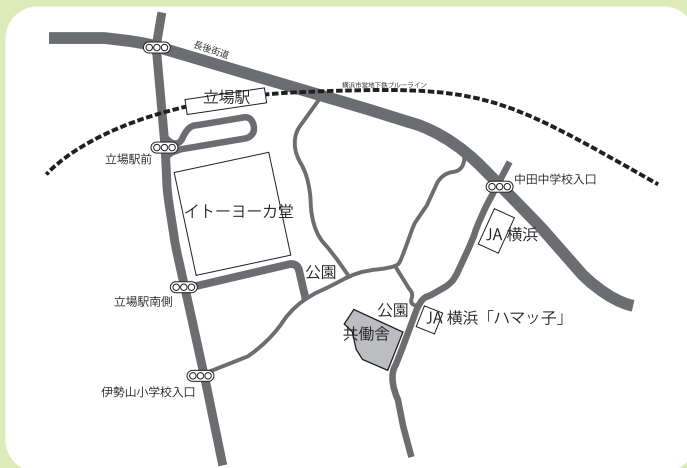 長後街道
横浜市営地下鉄ブルーライン
立場駅
立場駅前
中田中学校入口
イトーヨーカ堂
JA 横浜
公園
立場駅南側
公園
JA 横浜「ハマッ子」
共働舎
伊勢山小学校入口